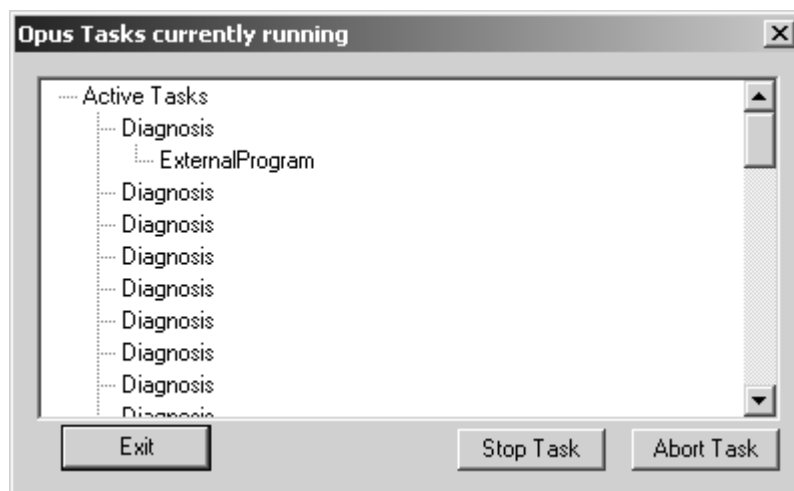 Opus Tasks currently running
Active Tasks
Diagnosis
ExternalProgram
Diagnosis
Diagnosis
Diagnosis
Diagnosis
Diagnosis
Diagnosis
Diagnosis
Diagnosis
Exit Stop Task Abort Task